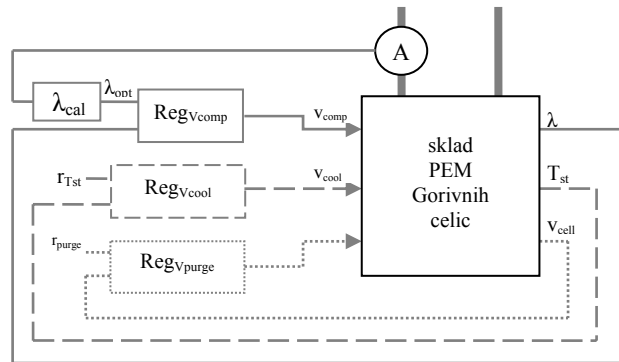 A
λcal
λopt
RegVcomp
vcomp
sklad
PEM
Gorivnih
celic
λ
rTst
RegVcool
vcool
Tst
rpurge
RegVpurge
vcell